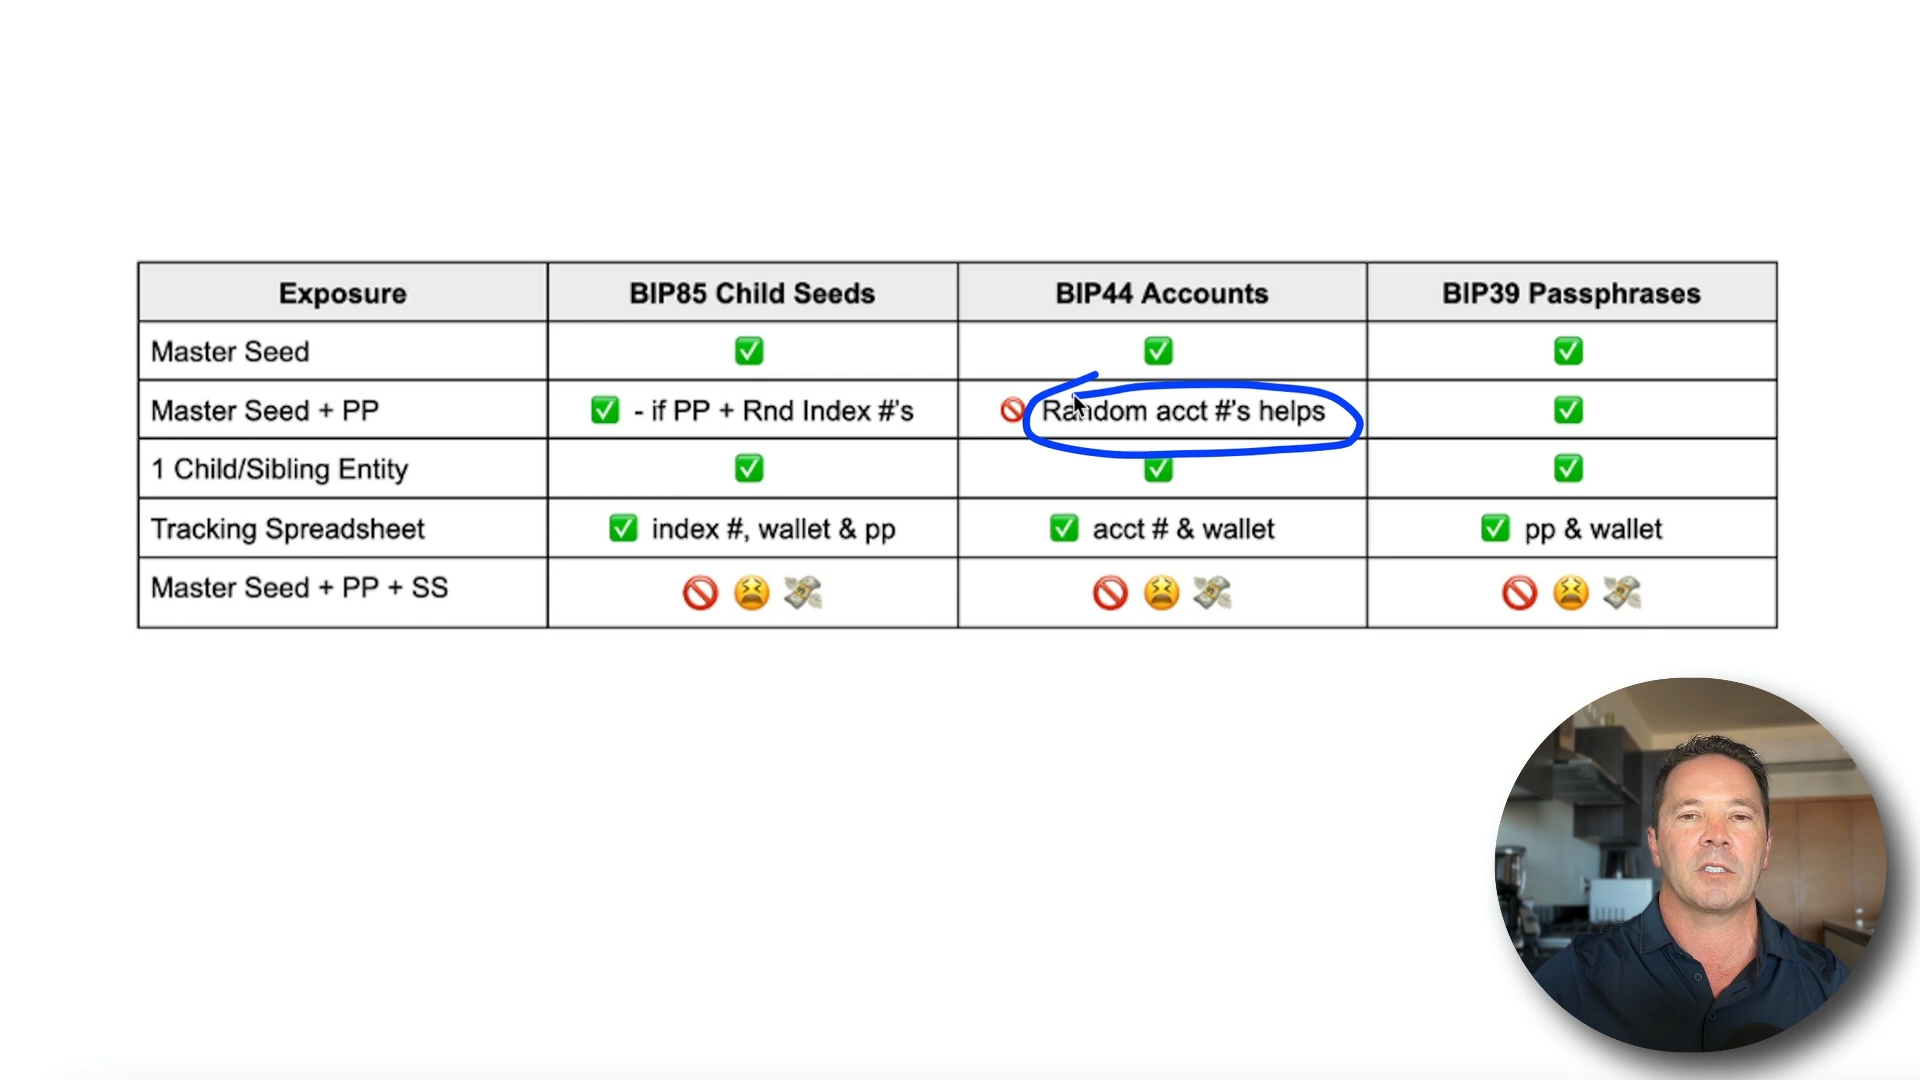 Exposure BIP85 Child Seeds BIP44 Accounts BIP39 Passphrases
Master Seed ✅ ✅ ✅
Master Seed + PP ✅ - if PP + Rnd Index #'s 🚫 Random acct #'s helps ✅
1 Child/Sibling Entity ✅ ✅ ✅
Tracking Spreadsheet ✅ index #, wallet & pp ✅ acct # & wallet ✅ pp & wallet
Master Seed + PP + SS 🚫 😫 💸 🚫 😫 💸 🚫 😫 💸